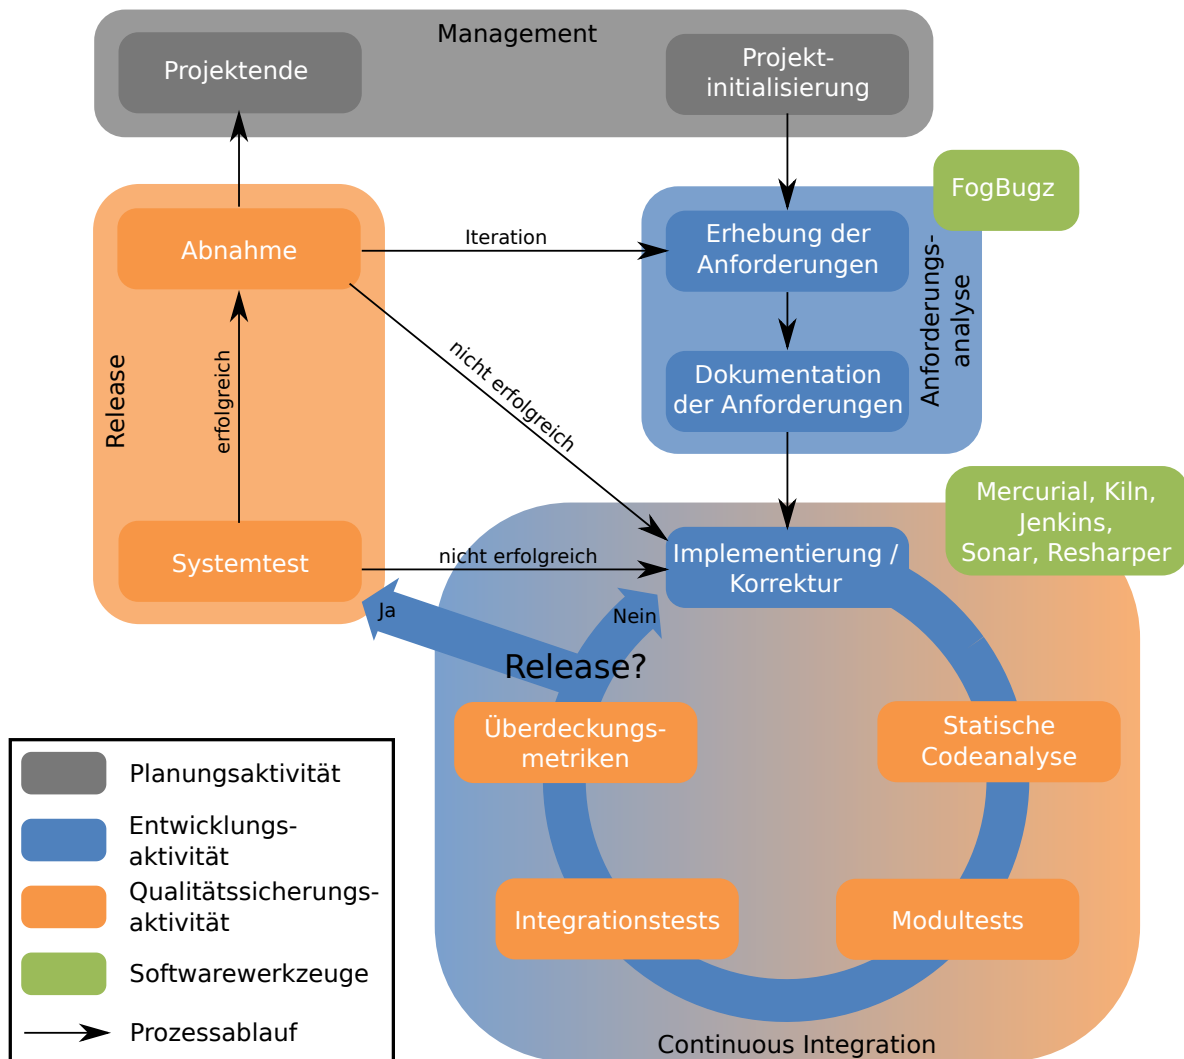 Management
Projektende
Projekt-
initialisierung
FogBugz
Abnahme
Iteration
Erhebung der
Anforderungen
Anforderungs-
analyse
nicht erfolgreich
Dokumentation
der Anforderungen
Release
erfolgreich
Mercurial, Kiln,
Jenkins,
Sonar, Resharper
Systemtest
nicht erfolgreich
Implementierung /
Korrektur
Ja
Nein
Release?
Überdeckungs-
metriken
Statische
Codeanalyse
Integrationstests
Modultests
Continuous Integration
Planungsaktivität
Entwicklungs-
aktivität
Qualitätssicherungs-
aktivität
Softwarewerkzeuge
Prozessablauf